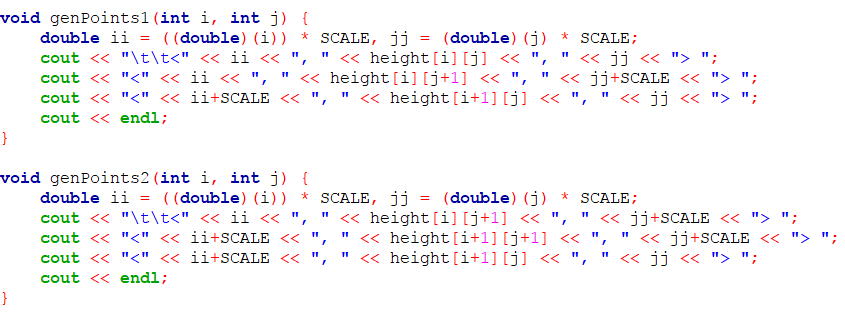 void genPoints1(int i, int j) {
    double ii = ((double)(i)) * SCALE, jj = (double)(j) * SCALE;
    cout << "\t\t<" << ii << ", " << height[i][j] << ", " << jj << "> ";
    cout << "<" << ii << ", " << height[i][j+1] << ", " << jj+SCALE << "> ";
    cout << "<" << ii+SCALE << ", " << height[i+1][j] << ", " << jj << "> ";
    cout << endl;
}

void genPoints2(int i, int j) {
    double ii = ((double)(i)) * SCALE, jj = (double)(j) * SCALE;
    cout << "\t\t<" << ii << ", " << height[i][j+1] << ", " << jj+SCALE << "> ";
    cout << "<" << ii+SCALE << ", " << height[i+1][j+1] << ", " << jj+SCALE << "> ";
    cout << "<" << ii+SCALE << ", " << height[i+1][j] << ", " << jj << "> ";
    cout << endl;
}